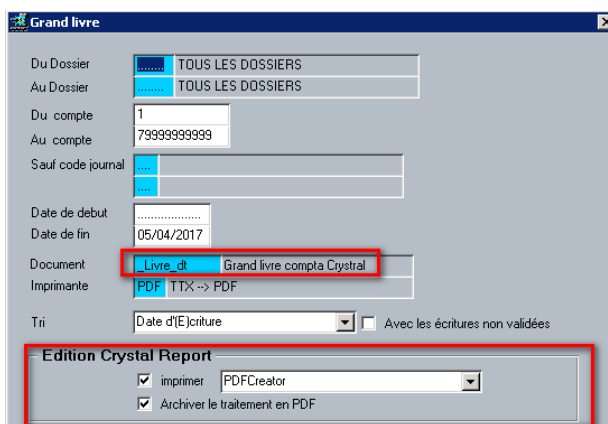 Grand livre
Du Dossier ........ TOUS LES DOSSIERS
Au Dossier ........ TOUS LES DOSSIERS
Du compte 1
Au compte 79999999999
Sauf code journal ....
....
Date de debut ..................
Date de fin 05/04/2017
Document _Livre_dt Grand livre compta Crystral
Imprimante PDF TTX --> PDF
Tri Date d'(E)criture Avec les écritures non validées
Edition Crystal Report
imprimer PDFCreator
Archiver le traitement en PDF